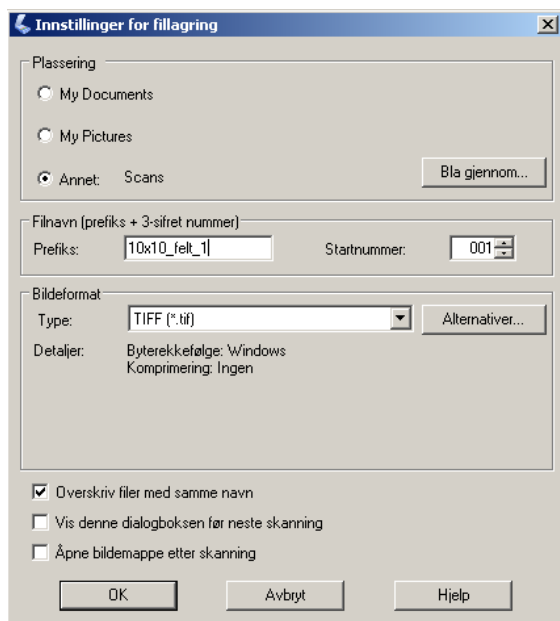 Innstillinger for fillagring
Plassering
My Documents
My Pictures
Annet: Scans
Bla gjennom...
Filnavn (prefiks + 3-sifret nummer)
Prefiks: 10x10_felt_1 Startnummer: 001
Bildeformat
Type: TIFF (*.tif) Alternativer...
Detaljer: Byterekkefølge: Windows
Komprimering: Ingen
Overskriv filer med samme navn
Vis denne dialogboksen før neste skanning
Åpne bildemappe etter skanning
OK Avbryt Hjelp